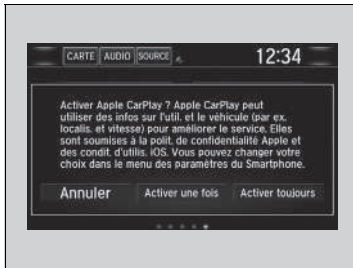 CARTE AUDIO SOURCE 12:34
Activer Apple CarPlay ? Apple CarPlay peut
utiliser des infos sur l'util. et le véhicule (par ex.
localis. et vitesse) pour améliorer le service. Elles
sont soumises à la polit. de confidentialité Apple et
des condit. d'utilis. iOS. Vous pouvez changer votre
choix dans le menu des paramètres du Smartphone.
Annuler Activer une fois Activer toujours